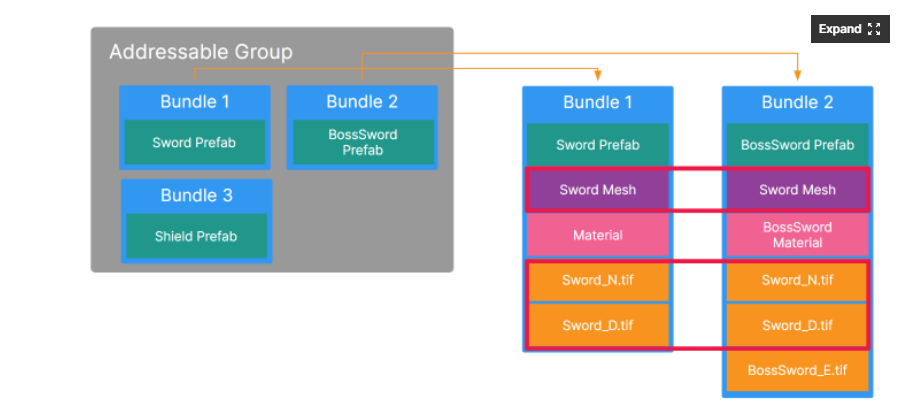 Expand
Addressable Group
Bundle 1
Sword Prefab
Bundle 2
BossSword
Prefab
Bundle 3
Shield Prefab
Bundle 1
Sword Prefab
Sword Mesh
Material
Sword_N.tif
Sword_D.tif
Bundle 2
BossSword Prefab
Sword Mesh
BossSword
Material
Sword_N.tif
Sword_D.tif
BossSword_E.tif